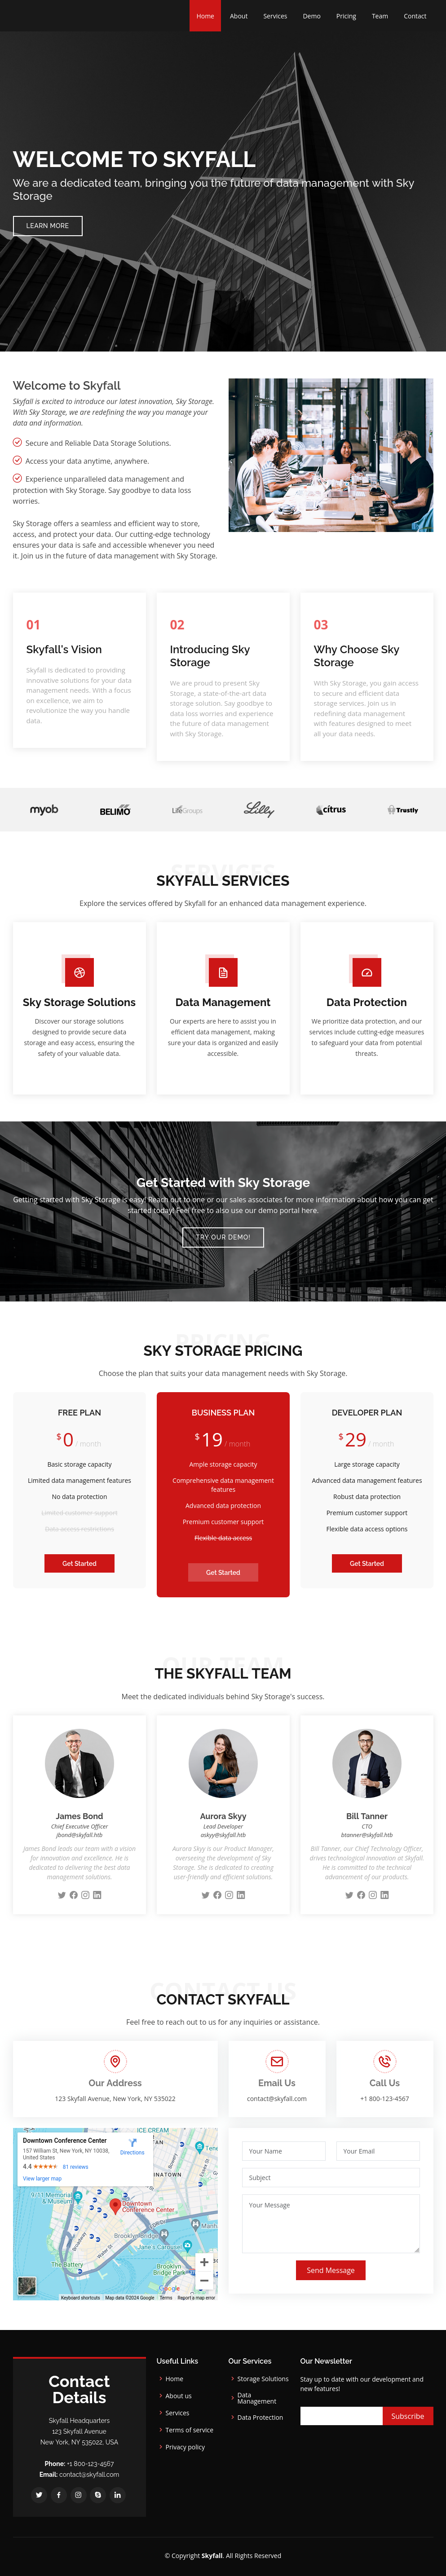 Home About Services Demo Pricing Team Contact
WELCOME TO SKYFALL
We are a dedicated team, bringing you the future of data management with Sky
Storage
LEARN MORE
Welcome to Skyfall
Skyfall is excited to introduce our latest innovation, Sky Storage.
With Sky Storage, we are redefining the way you manage your
data and information.
Secure and Reliable Data Storage Solutions.
Access your data anytime, anywhere.
Experience unparalleled data management and
protection with Sky Storage. Say goodbye to data loss
worries.
Sky Storage offers a seamless and efficient way to store,
access, and protect your data. Our cutting-edge technology
ensures your data is safe and accessible whenever you need
it. Join us in the future of data management with Sky Storage.
01
Skyfall's Vision
Skyfall is dedicated to providing
innovative solutions for your data
management needs. With a focus
on excellence, we aim to
revolutionize the way you handle
data.
02
Introducing Sky
Storage
We are proud to present Sky
Storage, a state-of-the-art data
storage solution. Say goodbye to
data loss worries and experience
the future of data management
with Sky Storage.
03
Why Choose Sky
Storage
With Sky Storage, you gain access
to secure and efficient data
storage services. Join us in
redefining data management
with features designed to meet
all your data needs.
myob
BELIMO
LifeGroups
Lilly
citrus
Trustly
SERVICES
SKYFALL SERVICES
Explore the services offered by Skyfall for an enhanced data management experience.
Sky Storage Solutions
Discover our storage solutions
designed to provide secure data
storage and easy access, ensuring the
safety of your valuable data.
Data Management
Our experts are here to assist you in
efficient data management, making
sure your data is organized and easily
accessible.
Data Protection
We prioritize data protection, and our
services include cutting-edge measures
to safeguard your data from potential
threats.
Get Started with Sky Storage
Getting started with Sky Storage is easy! Reach out to one or our sales associates for more information about how you can get
started today! Feel free to also use our demo portal here.
TRY OUR DEMO!
PRICING
SKY STORAGE PRICING
Choose the plan that suits your data management needs with Sky Storage.
FREE PLAN
$0 / month
Basic storage capacity
Limited data management features
No data protection
Limited customer support
Data access restrictions
Get Started
BUSINESS PLAN
$19 / month
Ample storage capacity
Comprehensive data management
features
Advanced data protection
Premium customer support
Flexible data access
Get Started
DEVELOPER PLAN
$29 / month
Large storage capacity
Advanced data management features
Robust data protection
Premium customer support
Flexible data access options
Get Started
OUR TEAM
THE SKYFALL TEAM
Meet the dedicated individuals behind Sky Storage's success.
James Bond
Chief Executive Officer
jbond@skyfall.htb
James Bond leads our team with a vision
for innovation and excellence. He is
dedicated to delivering the best data
management solutions.
Aurora Skyy
Lead Developer
askyy@skyfall.htb
Aurora Skyy is our Product Manager,
overseeing the development of Sky
Storage. She is dedicated to creating
user-friendly and efficient solutions.
Bill Tanner
CTO
btanner@skyfall.htb
Bill Tanner, our Chief Technology Officer,
drives technological innovation at Skyfall.
He is committed to the technical
advancement of our products.
CONTACT US
CONTACT SKYFALL
Feel free to reach out to us for any inquiries or assistance.
Our Address
123 Skyfall Avenue, New York, NY 535022
Email Us
contact@skyfall.com
Call Us
+1 800-123-4567
Downtown Conference Center
157 William St, New York, NY 10038,
United States
4.4 81 reviews
View larger map
Directions
ICE CREAM
9/11 Memorial
& Museum
Downtown
Conference Center
The Battery
Brooklyn Bridge
Jane's Carousel
Brooklyn
Bridge Park
MANHATTAN
Google
Keyboard shortcuts Map data ©2024 Google Terms Report a map error
Your Name
Your Email
Subject
Your Message
Send Message
Contact
Details
Skyfall Headquarters
123 Skyfall Avenue
New York, NY 535022, USA
Phone: +1 800-123-4567
Email: contact@skyfall.com
Useful Links
Home
About us
Services
Terms of service
Privacy policy
Our Services
Storage Solutions
Data
Management
Data Protection
Our Newsletter
Stay up to date with our development and
new features!
Subscribe
© Copyright Skyfall. All Rights Reserved